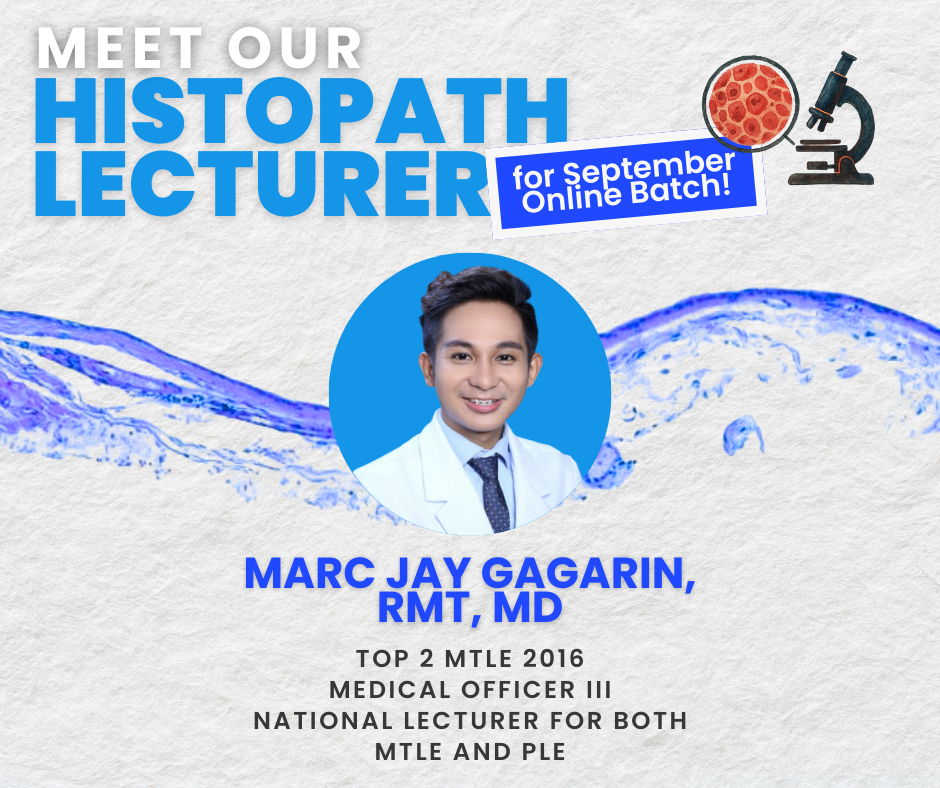 MEET OUR
HISTOPATH
LECTURER
for September
Online Batch!
MARC JAY GAGARIN,
RMT, MD
TOP 2 MTLE 2016
MEDICAL OFFICER III
NATIONAL LECTURER FOR BOTH
MTLE AND PLE